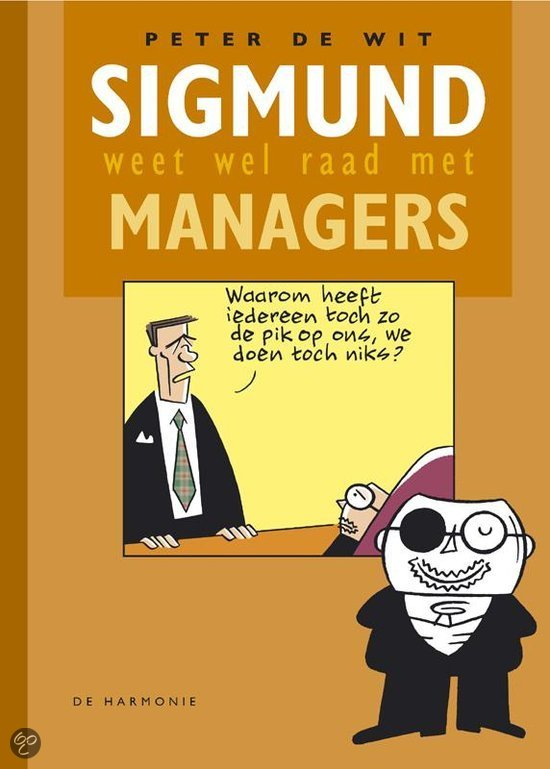 PETER DE WIT
SIGMUND
weet wel raad met
MANAGERS
Waarom heeft
iedereen toch zo
de pik op ons, we
doen toch niks?
DE HARMONIE
GO